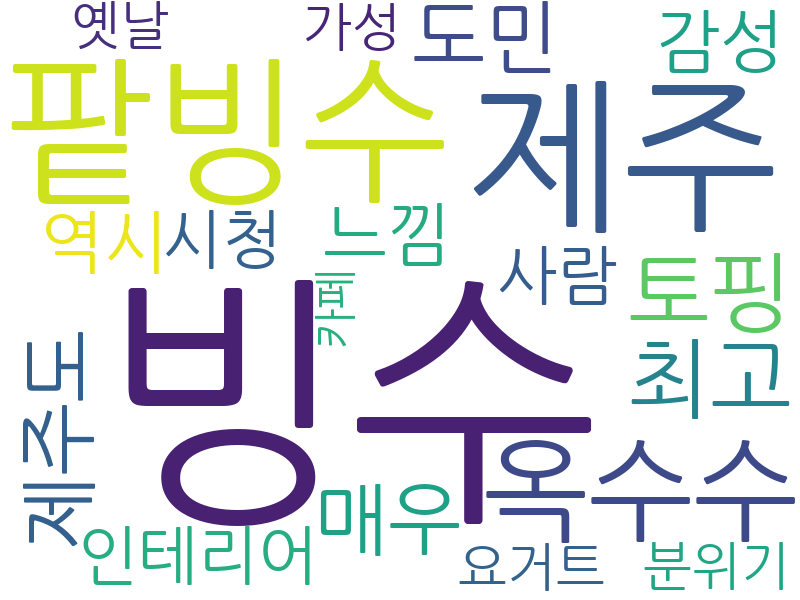 옛날
가성
도민
감성
팥빙수
제주
역시
시청
느낌
사람
토핑
카페
빙수
최고
제주도
옥수수
매우
인테리어
요거트
분위기